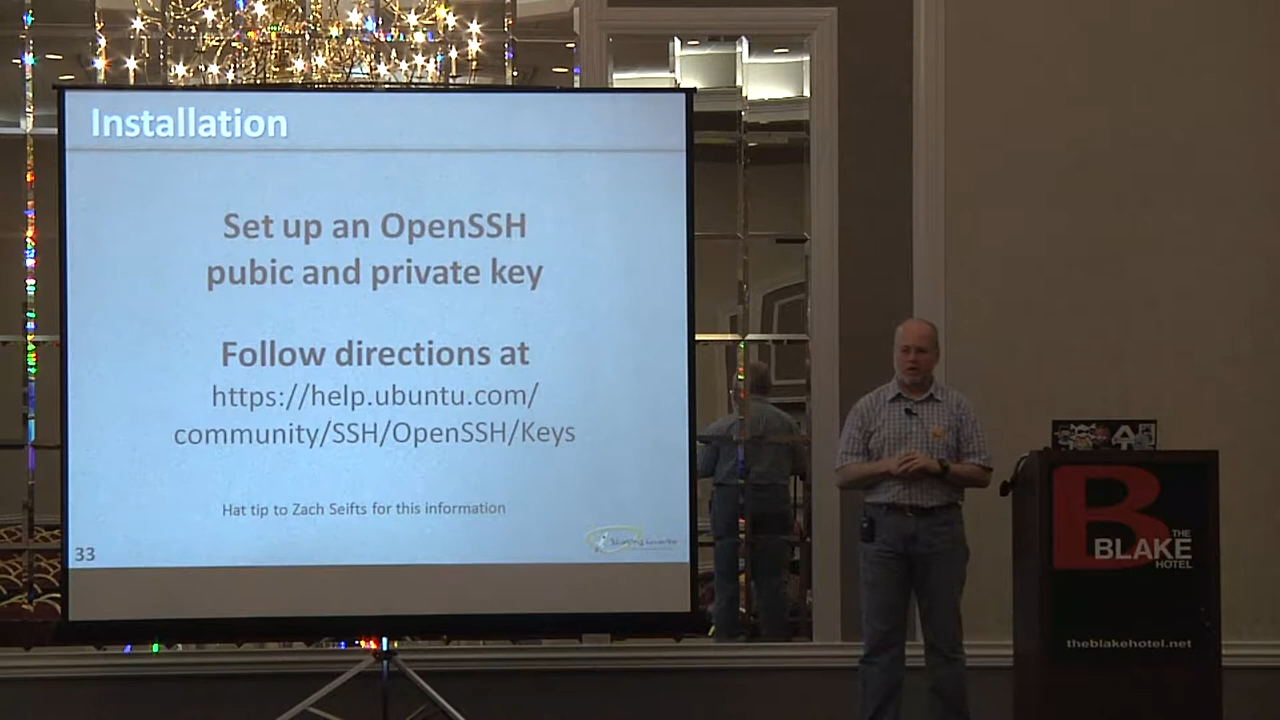 Installation
Set up an OpenSSH
pubic and private key
Follow directions at
https://help.ubuntu.com/
community/SSH/OpenSSH/Keys
Hat tip to Zach Seifts for this information
33
B
THE
BLAKE
HOTEL
theblakehotel.net